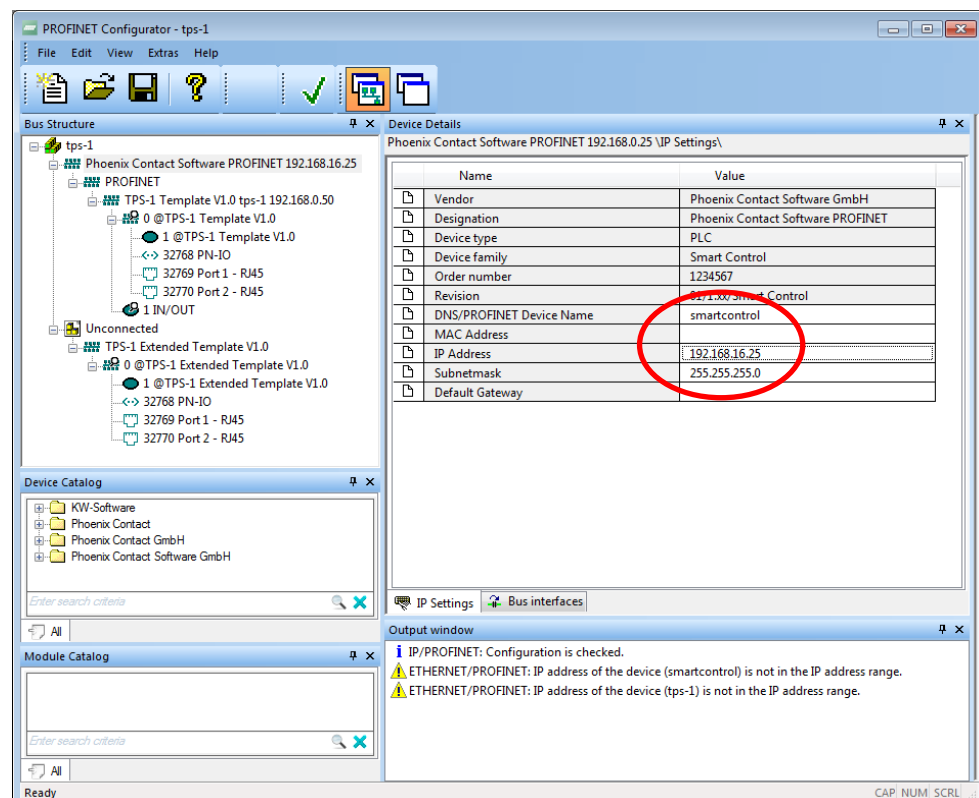 PROFINET Configurator - tps-1
File Edit View Extras Help
Bus Structure
tps-1
Phoenix Contact Software PROFINET 192.168.16.25
PROFINET
TPS-1 Template V1.0 tps-1 192.168.0.50
0 @TPS-1 Template V1.0
1 @TPS-1 Template V1.0
32768 PN-IO
32769 Port 1 - RJ45
32770 Port 2 - RJ45
1 IN/OUT
Unconnected
TPS-1 Extended Template V1.0
0 @TPS-1 Extended Template V1.0
1 @TPS-1 Extended Template V1.0
32768 PN-IO
32769 Port 1 - RJ45
32770 Port 2 - RJ45
Device Catalog
KW-Software
Phoenix Contact
Phoenix Contact GmbH
Phoenix Contact Software GmbH
Enter search criteria
All
Module Catalog
Enter search criteria
All
Device Details
Phoenix Contact Software PROFINET 192.168.0.25 \IP Settings\
Name Value
Vendor Phoenix Contact Software GmbH
Designation Phoenix Contact Software PROFINET
Device type PLC
Device family Smart Control
Order number 1234567
Revision 01/1.xx/Smart Control
DNS/PROFINET Device Name smartcontrol
MAC Address
IP Address 192.168.16.25
Subnetmask 255.255.255.0
Default Gateway
IP Settings Bus interfaces
Output window
IP/PROFINET: Configuration is checked.
ETHERNET/PROFINET: IP address of the device (smartcontrol) is not in the IP address range.
ETHERNET/PROFINET: IP address of the device (tps-1) is not in the IP address range.
Ready CAP NUM SCRL